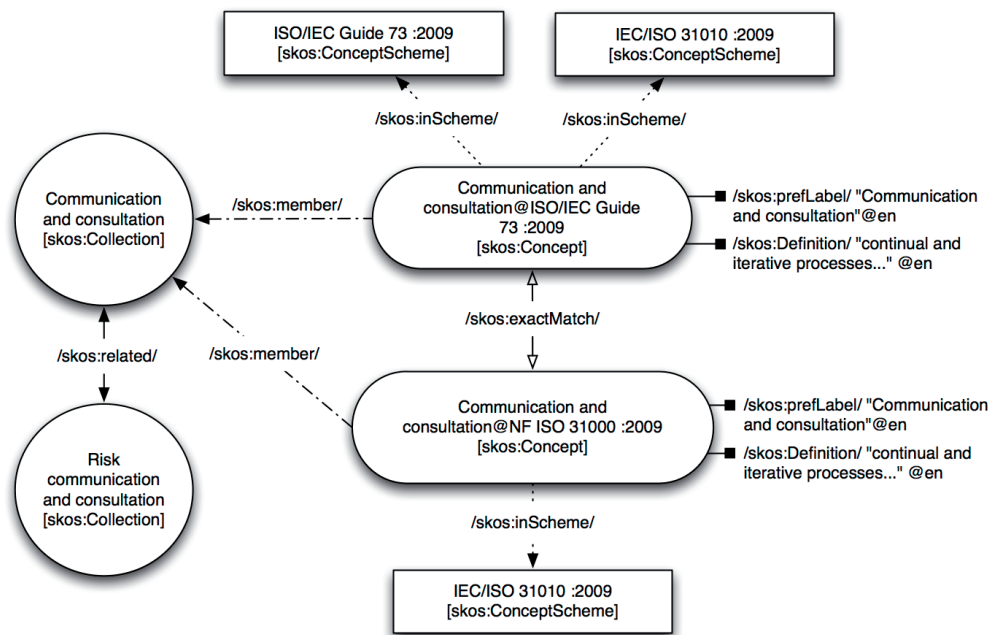 ISO/IEC Guide 73 :2009
[skos:ConceptScheme]
IEC/ISO 31010 :2009
[skos:ConceptScheme]
/skos:inScheme/
/skos:inScheme/
Communication
and consultation
[skos:Collection]
/skos:member/
Communication and
consultation@ISO/IEC Guide
73 :2009
[skos:Concept]
/skos:prefLabel/ "Communication
and consultation"@en
/skos:Definition/ "continual and
iterative processes..." @en
/skos:exactMatch/
/skos:related/
/skos:member/
Communication and
consultation@NF ISO 31000 :2009
[skos:Concept]
/skos:prefLabel/ "Communication
and consultation"@en
/skos:Definition/ "continual and
iterative processes..." @en
Risk
communication
and consultation
[skos:Collection]
/skos:inScheme/
IEC/ISO 31010 :2009
[skos:ConceptScheme]